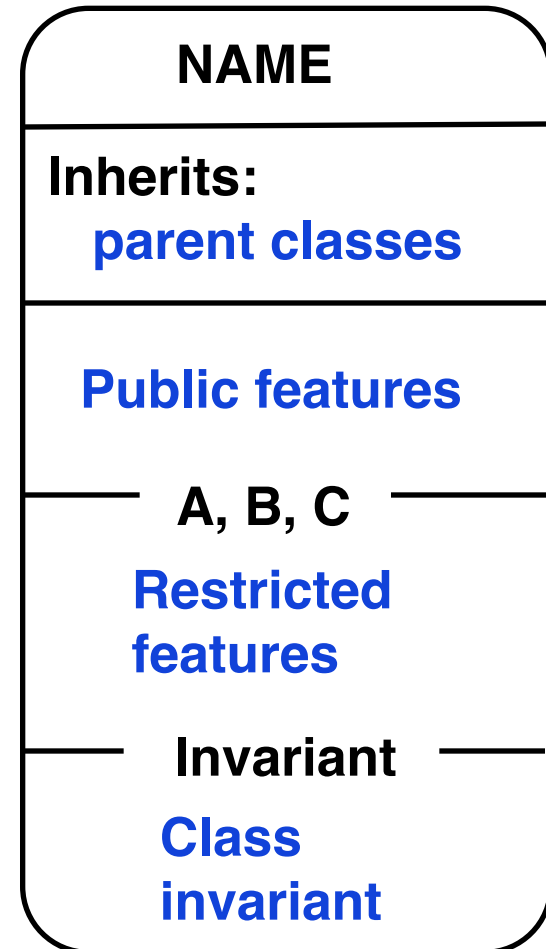 NAME
Inherits:
parent classes
Public features
A, B, C
Restricted
features
Invariant
Class
invariant